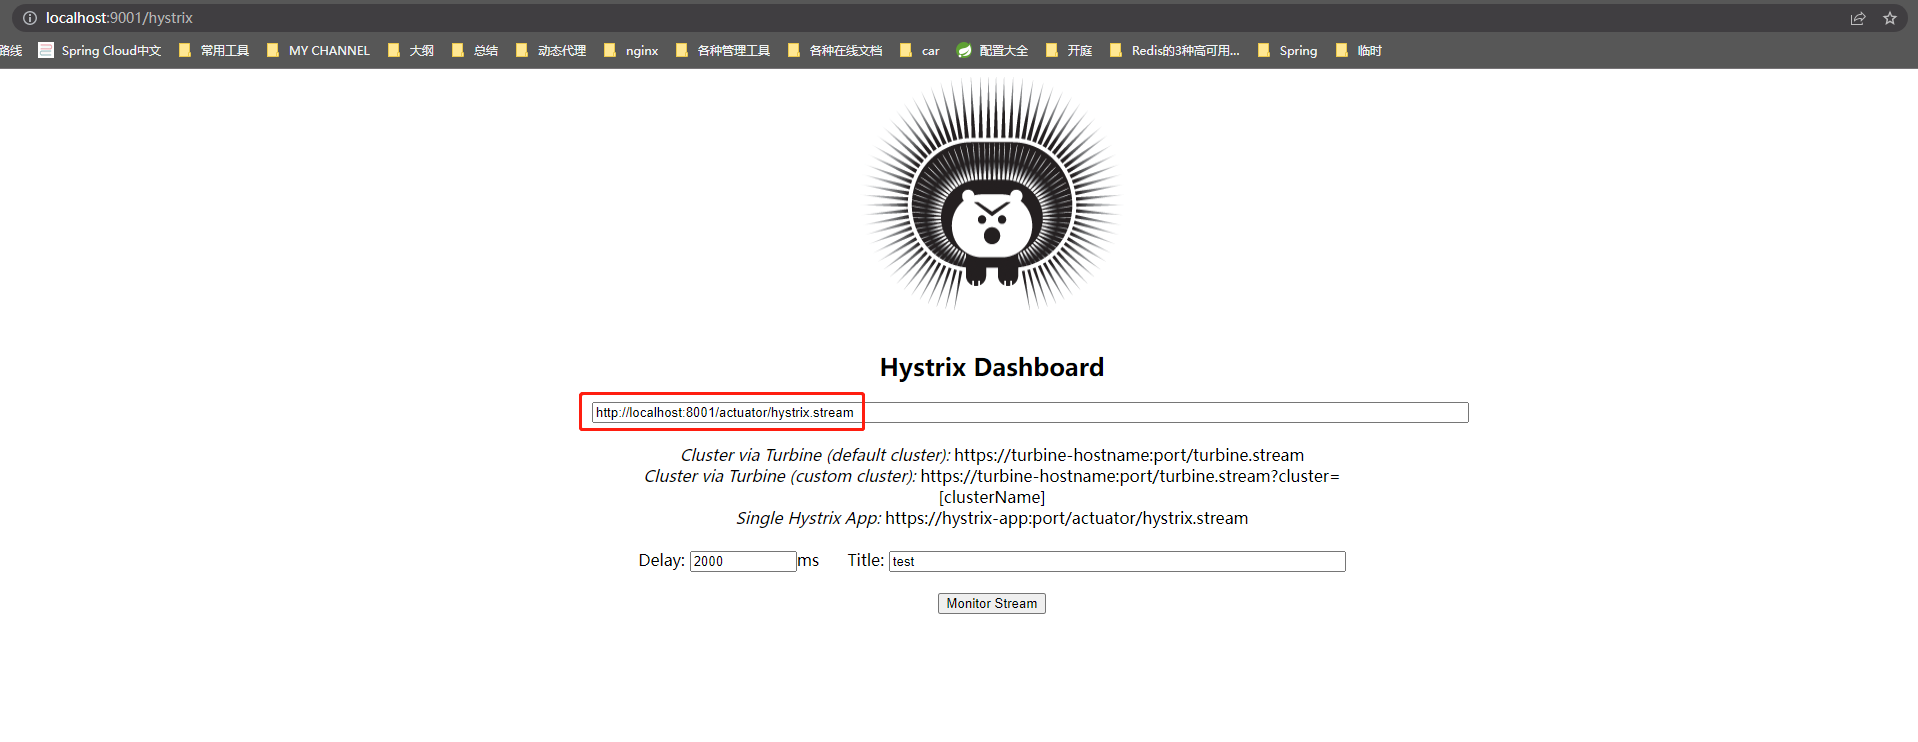 localhost:9001/hystrix
路线 Spring Cloud中文 常用工具 MY CHANNEL 大纲 总结 动态代理 nginx 各种管理工具 各种在线文档 car 配置大全 开庭 Redis的3种高可用... Spring 临时
Hystrix Dashboard
http://localhost:8001/actuator/hystrix.stream
Cluster via Turbine (default cluster): https://turbine-hostname:port/turbine.stream
Cluster via Turbine (custom cluster): https://turbine-hostname:port/turbine.stream?cluster=
[clusterName]
Single Hystrix App: https://hystrix-app:port/actuator/hystrix.stream
Delay: 2000 ms Title: test
Monitor Stream